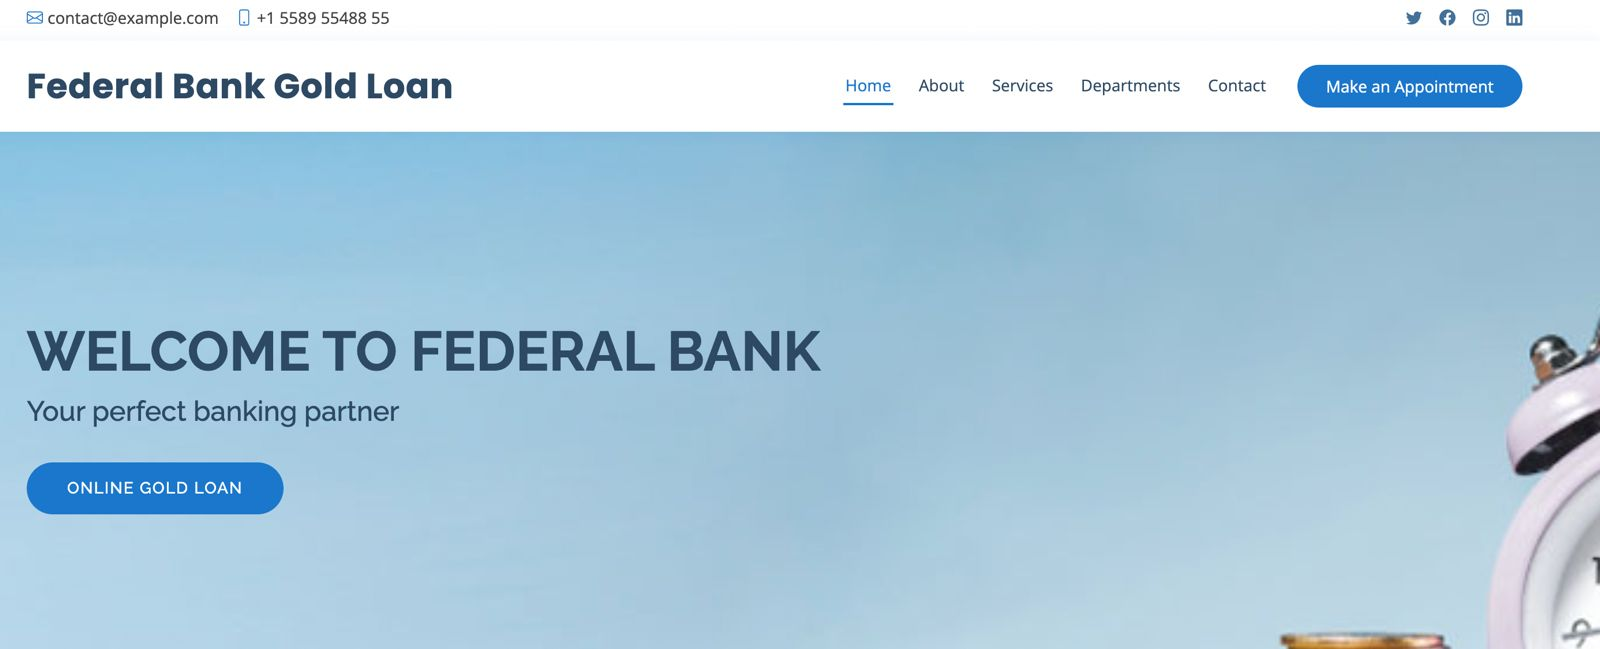 contact@example.com +1 5589 55488 55
Federal Bank Gold Loan Home About Services Departments Contact Make an Appointment
WELCOME TO FEDERAL BANK
Your perfect banking partner
ONLINE GOLD LOAN